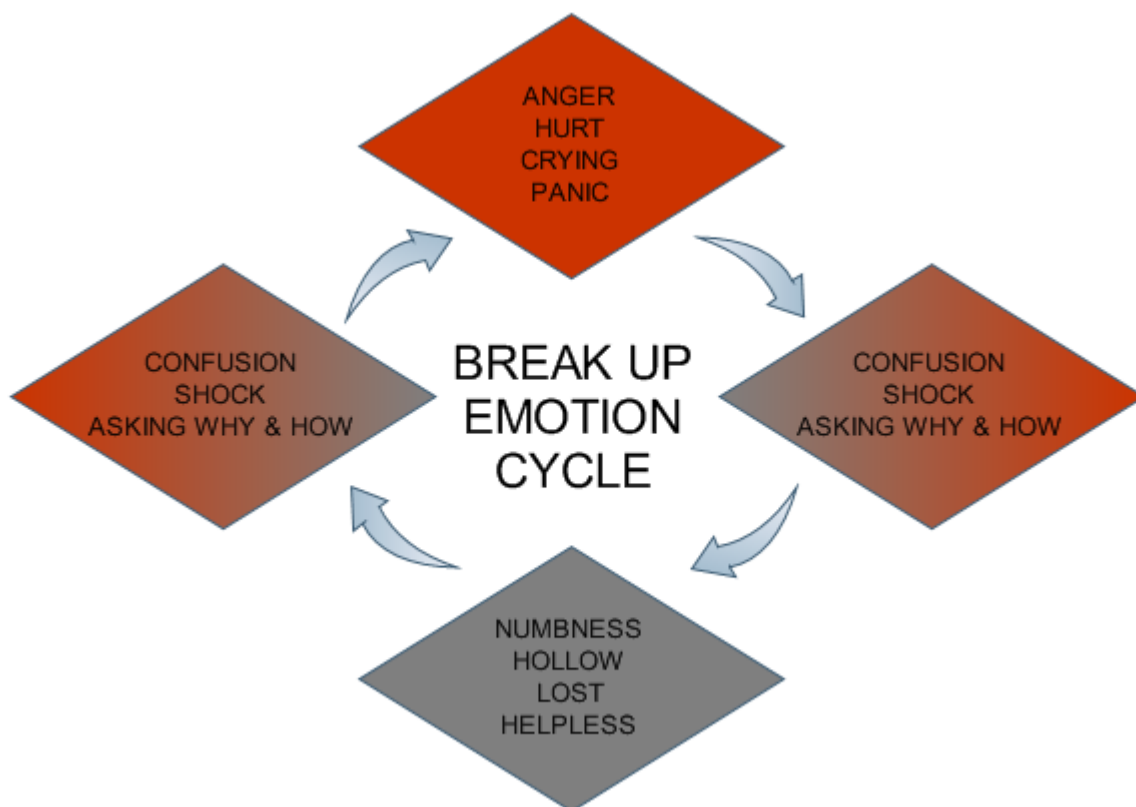 ANGER
HURT
CRYING
PANIC
CONFUSION
SHOCK
ASKING WHY & HOW
BREAK UP
EMOTION
CYCLE
CONFUSION
SHOCK
ASKING WHY & HOW
NUMBNESS
HOLLOW
LOST
HELPLESS